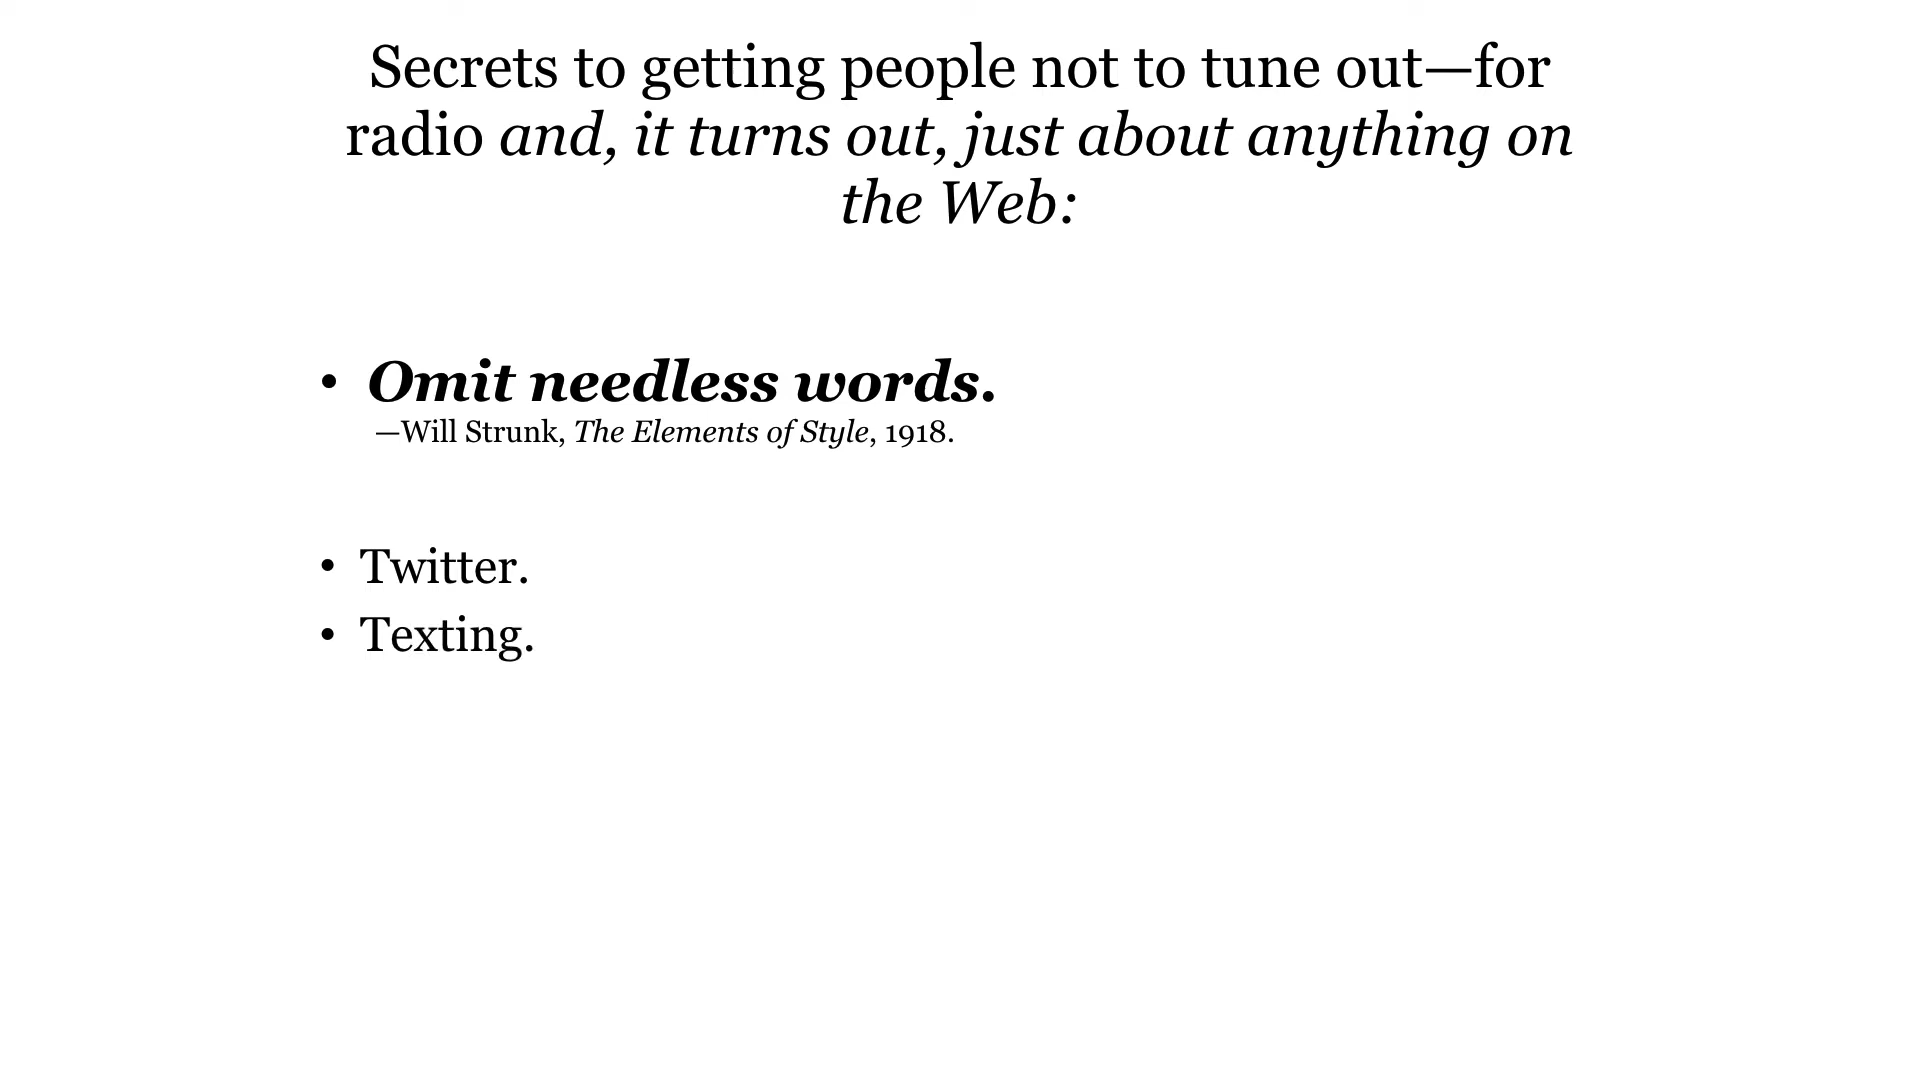 Secrets to getting people not to tune out—for
radio and, it turns out, just about anything on
the Web:
• Omit needless words.
—Will Strunk, The Elements of Style, 1918.
• Twitter.
• Texting.